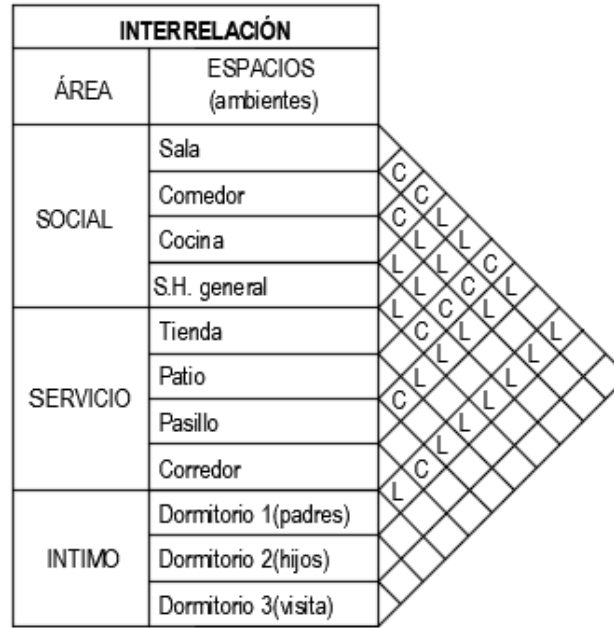 INTERRELACIÓN
ÁREA
ESPACIOS
(ambientes)
SOCIAL
Sala
C
Comedor
C
C L
Cocina
L L
L L C
S.H. general
L C L
SERVICIO
L C L
Tienda
C L L
L L
Patio
L L
C L
Pasillo
L
L
Corredor
C
L
INTIMO
Dormitorio 1(padres)
Dormitorio 2(hijos)
Dormitorio 3(visita)